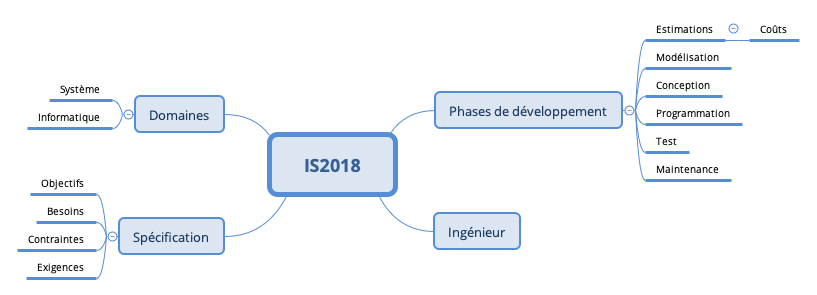 IS2018
Phases de développement
Estimations
Coûts
Modélisation
Conception
Programmation
Test
Maintenance
Ingénieur
Domaines
Système
Informatique
Spécification
Objectifs
Besoins
Contraintes
Exigences